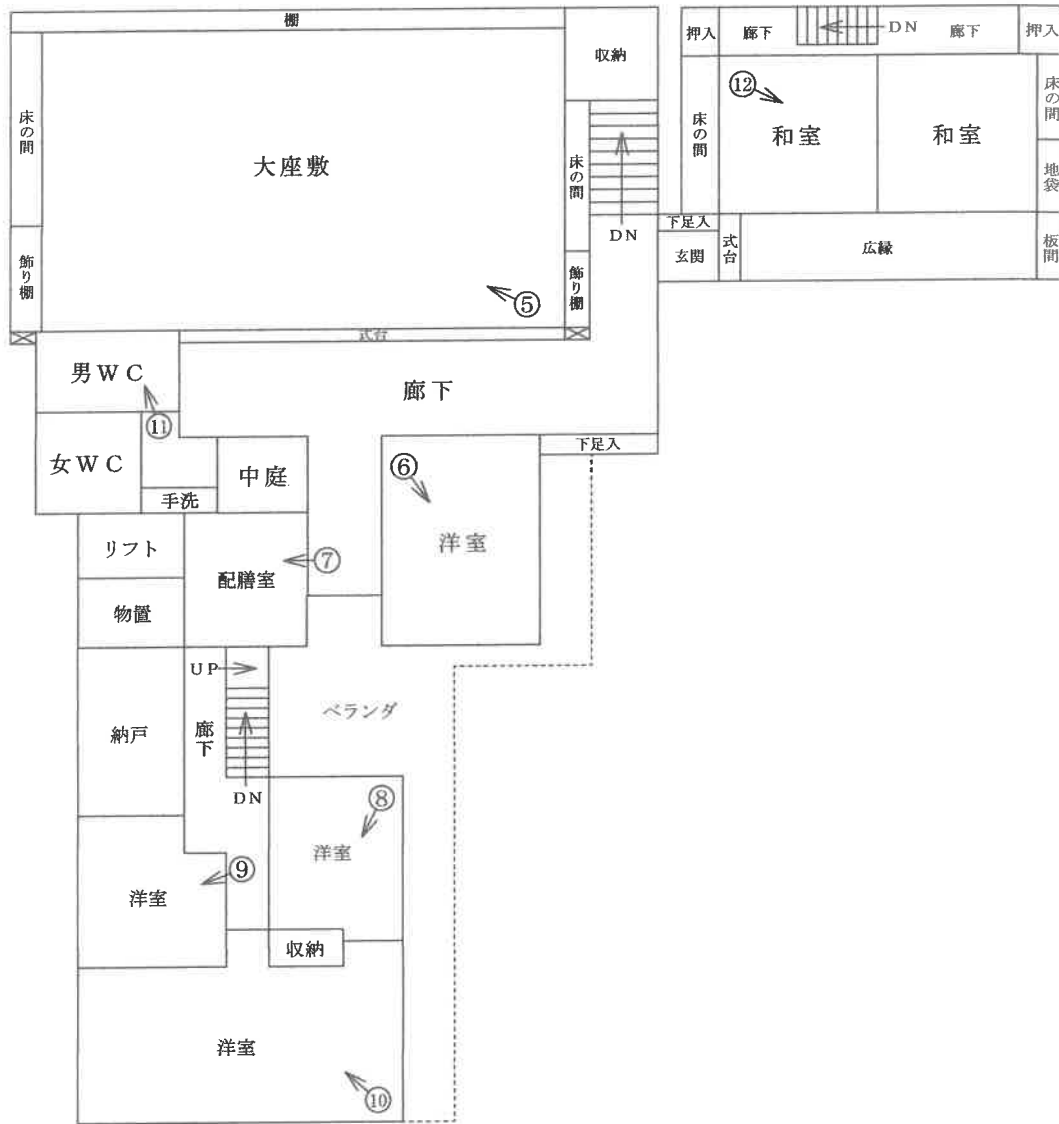 棚
収納
押入
廊下
DN
廊下
押入
床の間
大座敷
床の間
DN
床の間
⑫
和室
和室
床の間
地袋
飾り棚
⑤
飾り棚
下足入
玄関
式台
広縁
板間
式台
男WC
⑪
廊下
女WC
手洗
中庭
⑥
洋室
下足入
リフト
配膳室
⑦
物置
UP
納戸
廊下
DN
ベランダ
⑧
洋室
⑨
洋室
収納
洋室
⑩